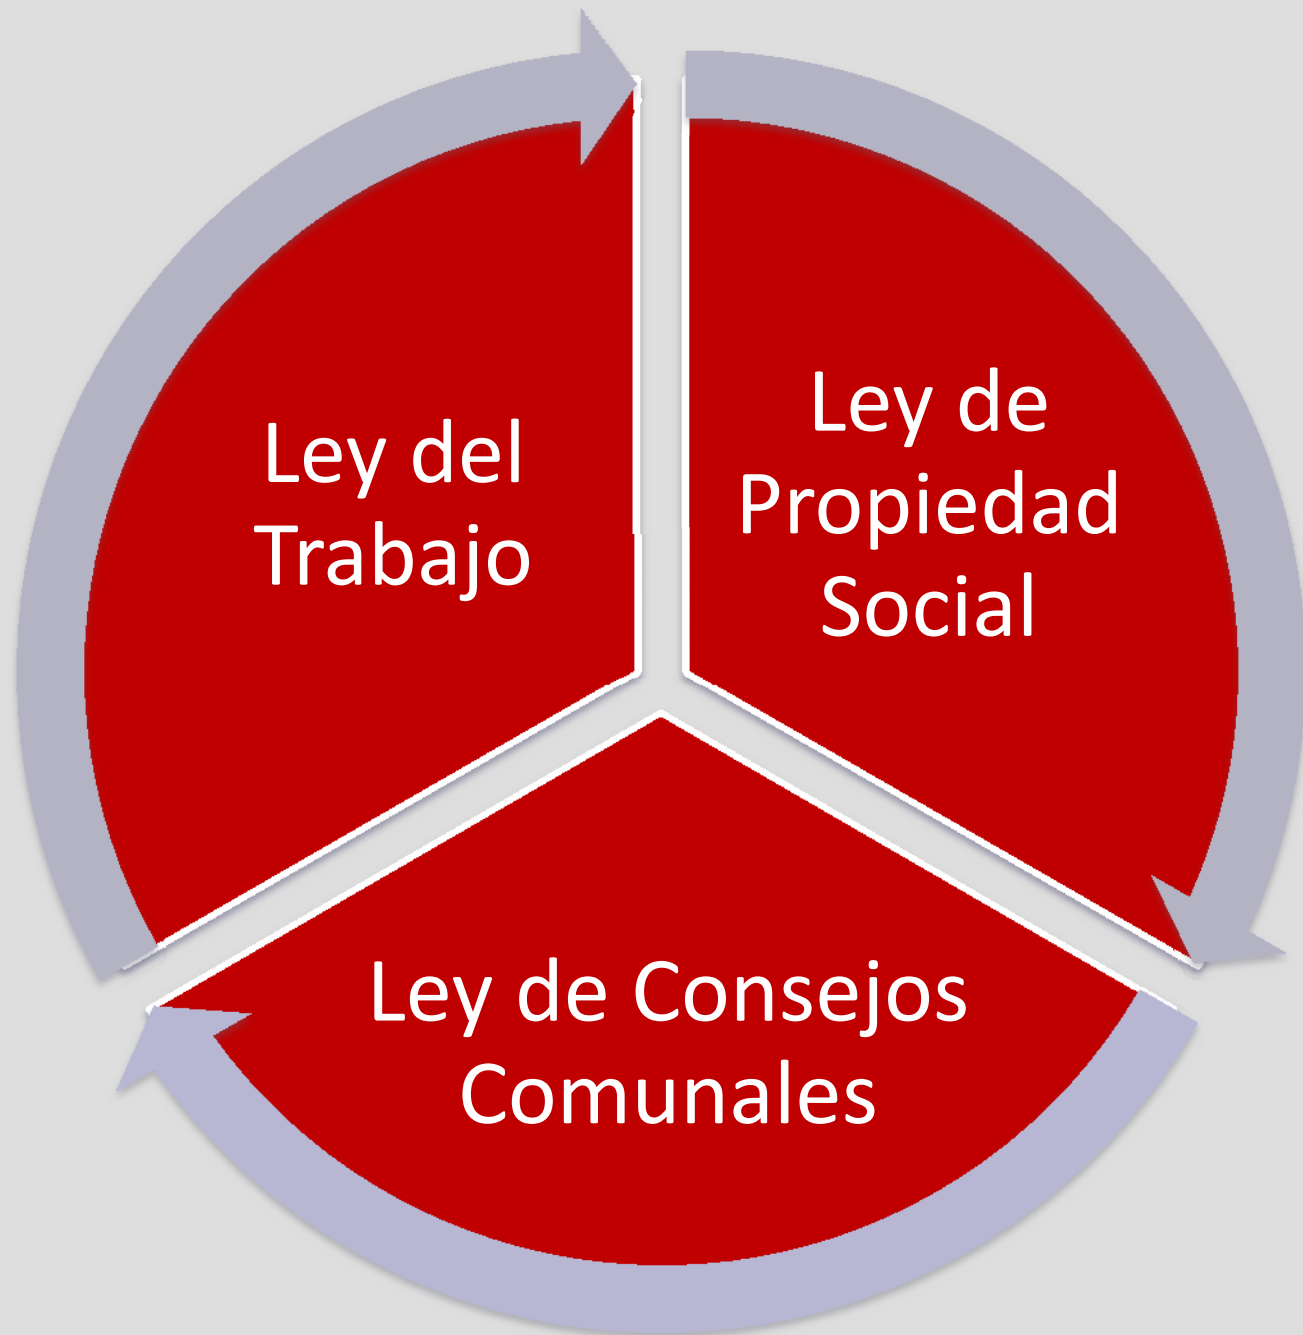 Ley del
Trabajo
Ley de
Propiedad
Social
Ley de Consejos
Comunales